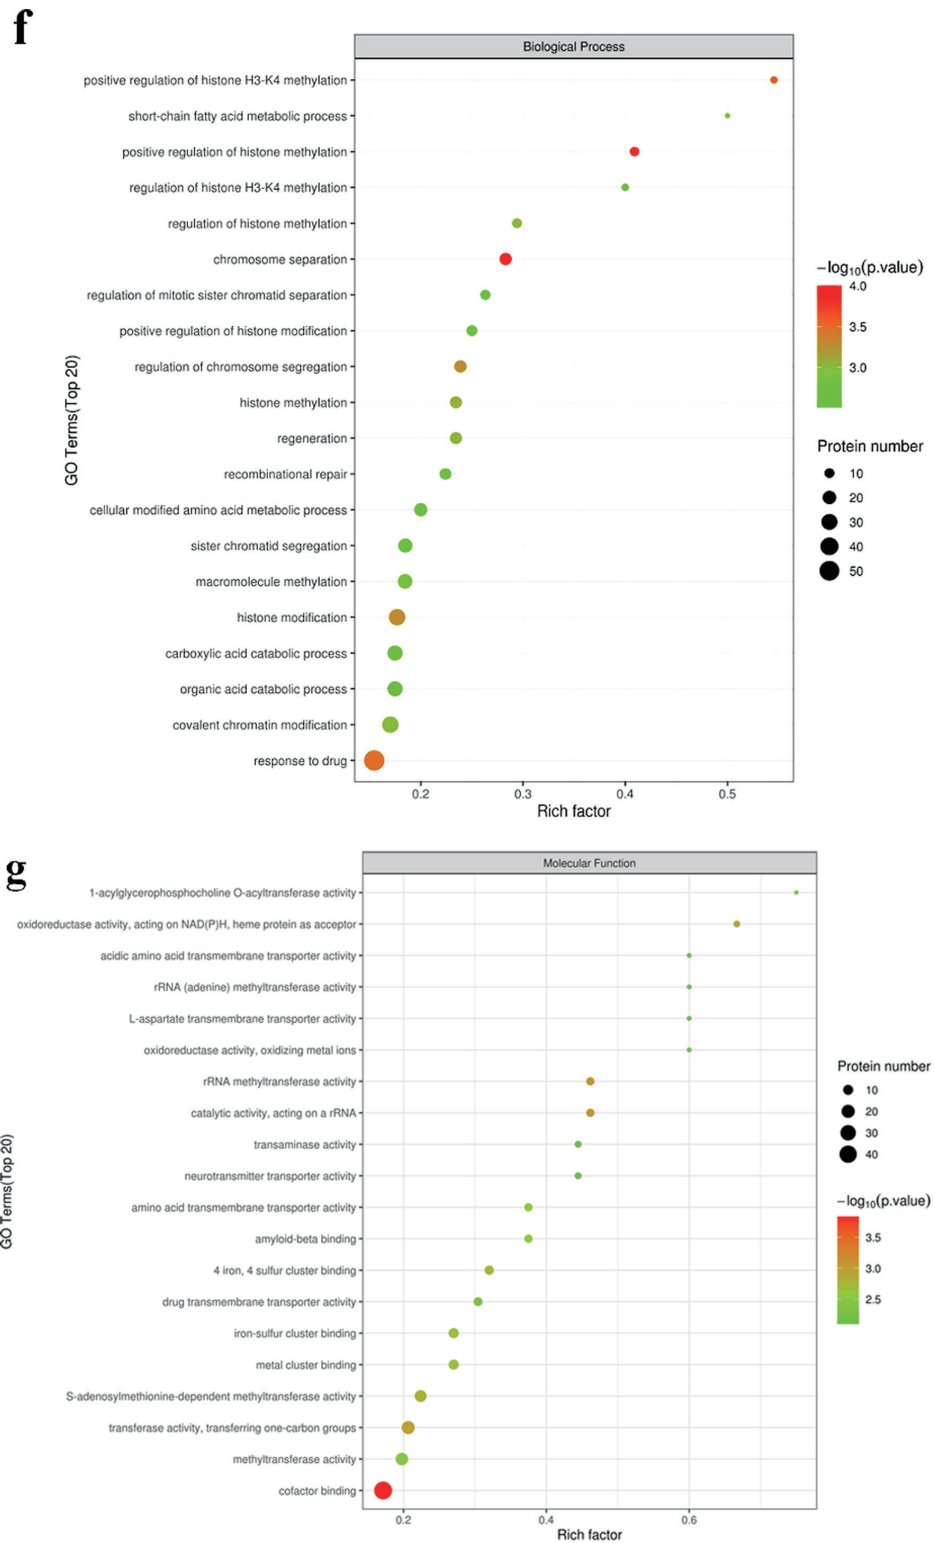 f
Biological Process
positive regulation of histone H3-K4 methylation
short-chain fatty acid metabolic process
positive regulation of histone methylation
regulation of histone H3-K4 methylation
regulation of histone methylation
chromosome separation
regulation of mitotic sister chromatid separation
positive regulation of histone modification
regulation of chromosome segregation
histone methylation
regeneration
recombinational repair
cellular modified amino acid metabolic process
sister chromatid segregation
macromolecule methylation
histone modification
carboxylic acid catabolic process
organic acid catabolic process
covalent chromatin modification
response to drug
GO Terms(Top 20)
0.2 0.3 0.4 0.5
Rich factor
−log10(p.value)
4.0
3.5
3.0
Protein number
10
20
30
40
50
g
Molecular Function
1-acylglycerophosphocholine O-acyltransferase activity
oxidoreductase activity, acting on NAD(P)H, heme protein as acceptor
acidic amino acid transmembrane transporter activity
rRNA (adenine) methyltransferase activity
L-aspartate transmembrane transporter activity
oxidoreductase activity, oxidizing metal ions
rRNA methyltransferase activity
catalytic activity, acting on a rRNA
transaminase activity
neurotransmitter transporter activity
amino acid transmembrane transporter activity
amyloid-beta binding
4 iron, 4 sulfur cluster binding
drug transmembrane transporter activity
iron-sulfur cluster binding
metal cluster binding
S-adenosylmethionine-dependent methyltransferase activity
transferase activity, transferring one-carbon groups
methyltransferase activity
cofactor binding
GO Terms(Top 20)
0.2 0.4 0.6
Rich factor
Protein number
10
20
30
40
−log10(p.value)
3.5
3.0
2.5